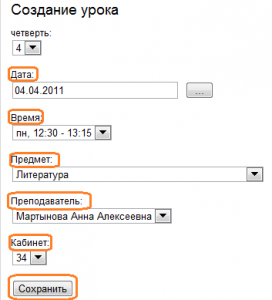 Создание урока
четверть:
4
Дата:
04.04.2011
...
Время:
пн, 12:30 - 13:15
Предмет:
Литература
Преподаватель:
Мартынова Анна Алексеевна
Кабинет:
34
Сохранить